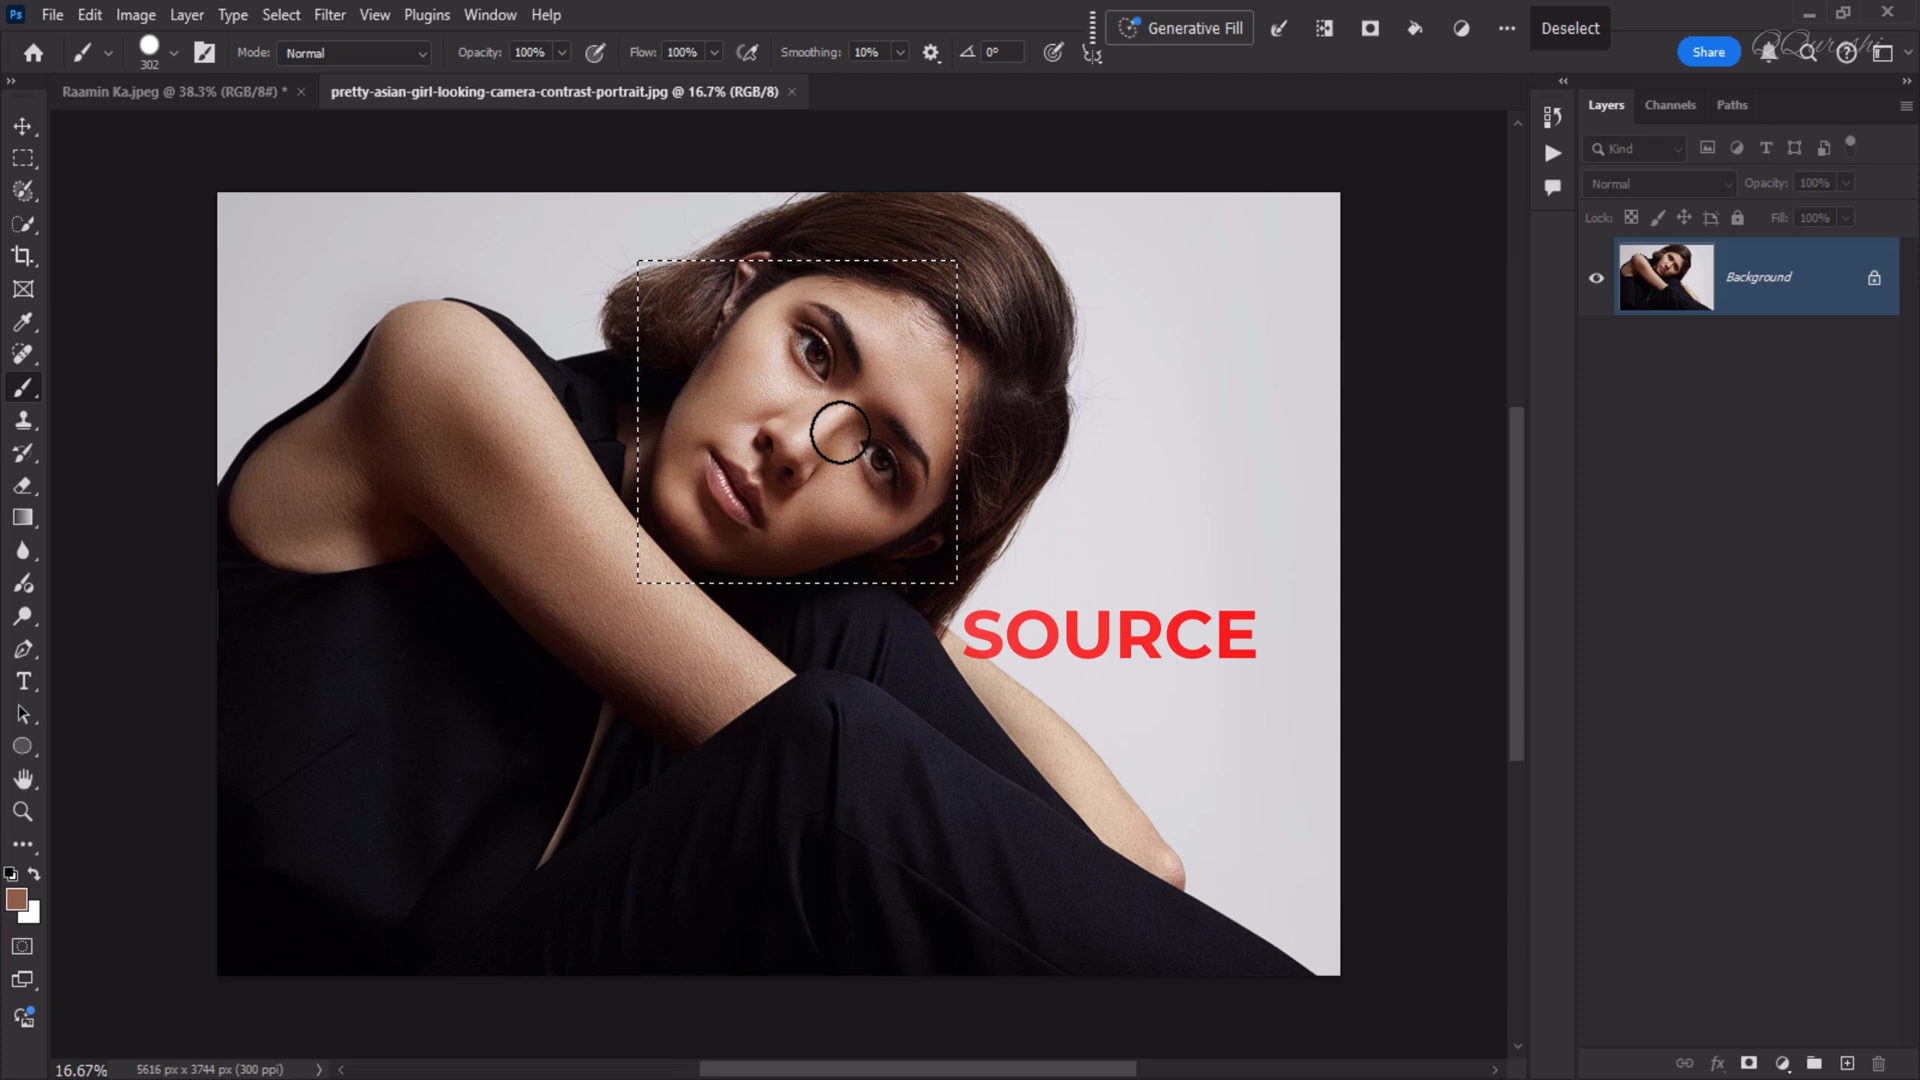 Ps File Edit Image Layer Type Select Filter View Plugins Window Help
Generative Fill
Deselect
302
Mode: Normal
Opacity: 100%
Flow: 100%
Smoothing: 10%
0°
Share
Raamin Ka.jpeg @ 38.3% (RGB/8#) *
pretty-asian-girl-looking-camera-contrast-portrait.jpg @ 16.7% (RGB/8)
Layers Channels Paths
Kind
Normal Opacity: 100%
Lock: Fill: 100%
Background
SOURCE
16.67% 5616 px x 3744 px (300 ppi)